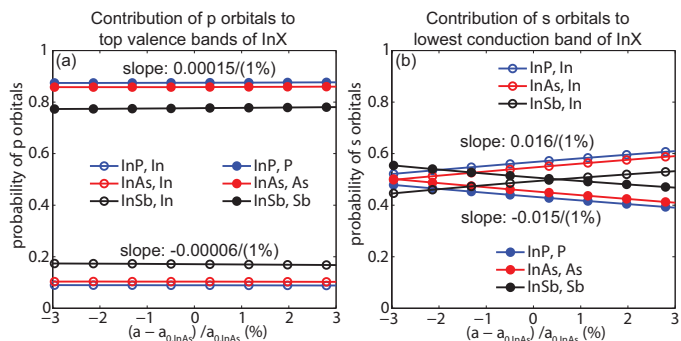 Contribution of p orbitals to
top valence bands of InX
Contribution of s orbitals to
lowest conduction band of InX
probability of p orbitals
1
0.8
0.6
0.4
0.2
0
(a)
slope: 0.00015/(1%)
InP, In
InP, P
InAs, In
InAs, As
InSb, In
InSb, Sb
slope: -0.00006/(1%)
−3 −2 −1 0 1 2 3
(a − a0,InAs) /a0,InAs (%)
probability of s orbitals
1
0.8
0.6
0.4
0.2
0
(b)
InP, In
InAs, In
InSb, In
slope: 0.016/(1%)
slope: -0.015/(1%)
InP, P
InAs, As
InSb, Sb
−3 −2 −1 0 1 2 3
(a − a0,InAs) /a0,InAs (%)